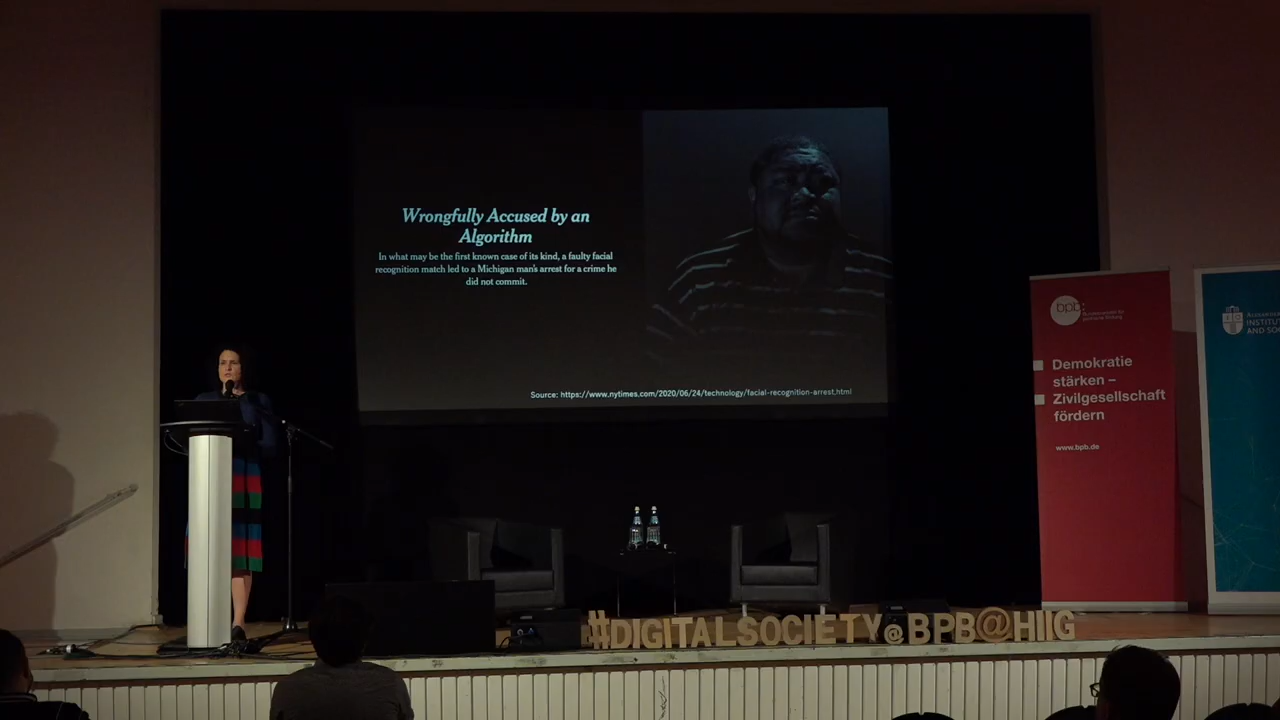 Wrongfully Accused by an
Algorithm
In what may be the first known case of its kind, a faulty facial
recognition match led to a Michigan man's arrest for a crime he
did not commit.
Source: https://www.nytimes.com/2020/06/24/technology/facial-recognition-arrest.html
bpb:
Demokratie
stärken –
Zivilgesellschaft
fördern
www.bpb.de
#DIGITALSOCIETY@BPB@HIIG